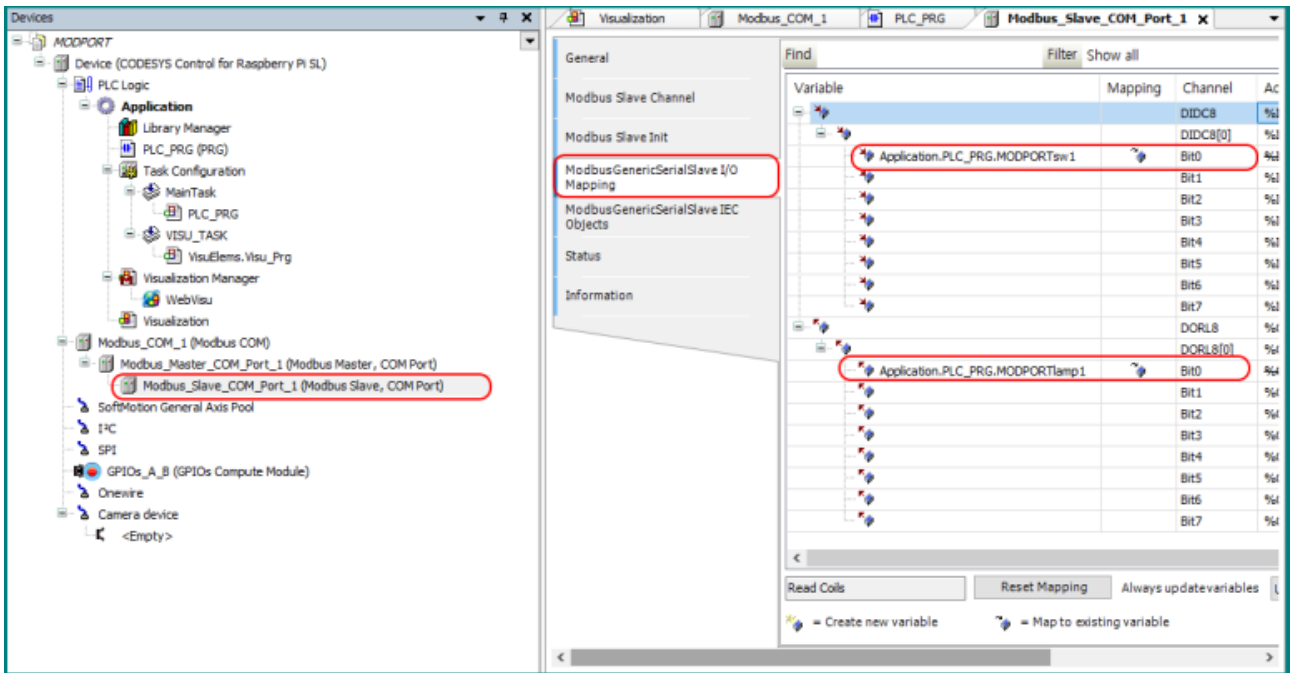 Devices
MODPORT
Device (CODESYS Control for Raspberry Pi SL)
PLC Logic
Application
Library Manager
PLC_PRG (PRG)
Task Configuration
MainTask
PLC_PRG
VISU_TASK
VisuElems.Visu_Prg
Visualization Manager
WebVisu
Visualization
Modbus_COM_1 (Modbus COM)
Modbus_Master_COM_Port_1 (Modbus Master, COM Port)
Modbus_Slave_COM_Port_1 (Modbus Slave, COM Port)
SoftMotion General Axis Pool
I²C
SPI
GPIOs_A_B (GPIOs Compute Module)
Onewire
Camera device
<Empty>
Visualization Modbus_COM_1 PLC_PRG Modbus_Slave_COM_Port_1
General
Modbus Slave Channel
Modbus Slave Init
ModbusGenericSerialSlave I/O
Mapping
ModbusGenericSerialSlave IEC
Objects
Status
Information
Find Filter Show all
Variable Mapping Channel Ac
DIDC8
DIDC8[0]
Application.PLC_PRG.MODPORTsw1 Bit0
Bit1
Bit2
Bit3
Bit4
Bit5
Bit6
Bit7
DORL8
DORL8[0]
Application.PLC_PRG.MODPORTlamp1 Bit0
Bit1
Bit2
Bit3
Bit4
Bit5
Bit6
Bit7
Read Coils Reset Mapping Always update variables
= Create new variable = Map to existing variable